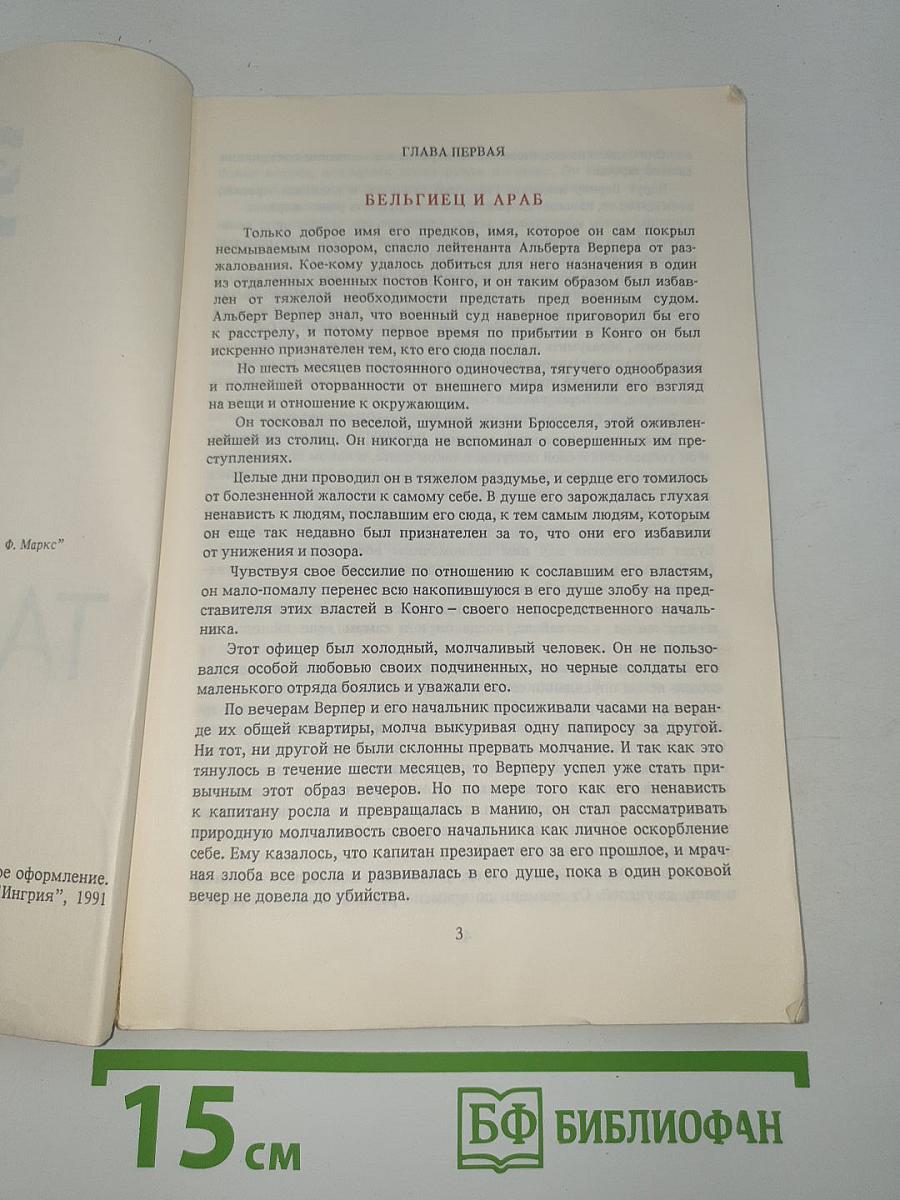 Ф. Маркс”
ТА
ое оформление.
“Ингрия”, 1991
ГЛАВА ПЕРВАЯ
БЕЛЬГИЕЦ И АРАБ
Только доброе имя его предков, имя, которое он сам покрыл
несмываемым позором, спасло лейтенанта Альберта Верпера от раз-
жалования. Кое-кому удалось добиться для него назначения в один
из отдаленных военных постов Конго, и он таким образом был избав-
лен от тяжелой необходимости предстать пред военным судом.
Альберт Верпер знал, что военный суд наверное приговорил бы его
к расстрелу, и потому первое время по прибытии в Конго он был
искренно признателен тем, кто его сюда послал.
Но шесть месяцев постоянного одиночества, тягучего однообразия
и полнейшей оторванности от внешнего мира изменили его взгляд
на вещи и отношение к окружающим.
Он тосковал по веселой, шумной жизни Брюсселя, этой оживлен-
нейшей из столиц. Он никогда не вспоминал о совершенных им пре-
ступлениях.
Целые дни проводил он в тяжелом раздумье, и сердце его томилось
от болезненной жалости к самому себе. В душе его зарождалась глухая
ненависть к людям, пославшим его сюда, к тем самым людям, которым
он еще так недавно был признателен за то, что они его избавили
от унижения и позора.
Чувствуя свое бессилие по отношению к сославшим его властям,
он мало-помалу перенес всю накопившуюся в его душе злобу на пред-
ставителя этих властей в Конго – своего непосредственного началь-
ника.
Этот офицер был холодный, молчаливый человек. Он не пользо-
вался особой любовью своих подчиненных, но черные солдаты его
маленького отряда боялись и уважали его.
По вечерам Верпер и его начальник просиживали часами на веран-
де их общей квартиры, молча выкуривая одну папиросу за другой.
Ни тот, ни другой не были склонны прервать молчание. И так как это
тянулось в течение шести месяцев, то Верперу успел уже стать при-
вычным этот образ вечеров. Но по мере того как его ненависть
к капитану росла и превращалась в манию, он стал рассматривать
природную молчаливость своего начальника как личное оскорбление
себе. Ему казалось, что капитан презирает его за его прошлое, и мрач-
ная злоба все росла и развивалась в его душе, пока в один роковой
вечер не довела до убийства.
3
15 см
БФ БИБЛИОФАН